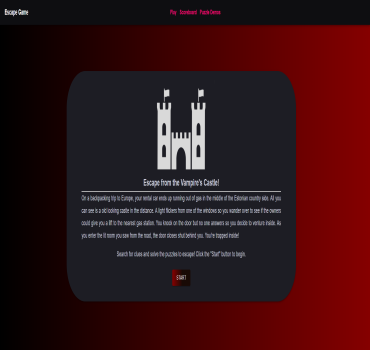 Escape Game
Play Scoreboard Puzzle Demos
Escape from the Vampire's Castle!
On a backpacking trip to Europe, your rental car ends up running out of gas in the middle of the Estonian country side. All you
can see is a old looking castle in the distance. A light flickers from one of the windows so you wander over to see if the owners
could give you a lift to the nearest gas station. You knock on the door but no one answers so you decide to venture inside. As
you enter the lit room you saw from the road, the door closes shut behind you. You're trapped inside!
Search for clues and solve the puzzles to escape! Click the "Start" button to begin.
START